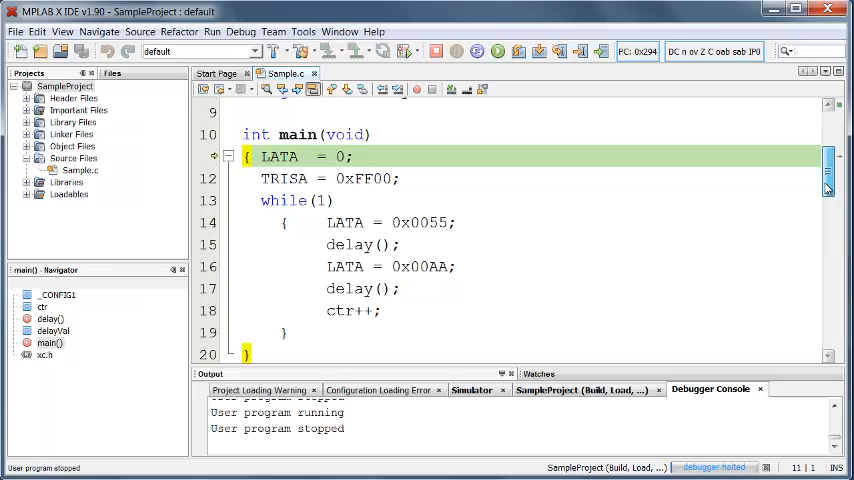 MPLAB X IDE v1.90 - SampleProject : default
File Edit View Navigate Source Refactor Run Debug Team Tools Window Help
default
PC: 0x294
DC n ov Z C oab sab IP0
Projects
Files
Start Page
Sample.c
SampleProject
Header Files
Important Files
Library Files
Linker Files
Object Files
Source Files
Sample.c
Libraries
Loadables
9
10 int main(void)
{ LATA = 0;
12 TRISA = 0xFF00;
13 while(1)
14 { LATA = 0x0055;
15 delay();
16 LATA = 0x00AA;
17 delay();
18 ctr++;
19 }
20 }
main() - Navigator
_CONFIG1
ctr
delay()
delayVal
main()
xc.h
Output
Watches
Project Loading Warning
Configuration Loading Error
Simulator
SampleProject (Build, Load, ...)
Debugger Console
User program stopped
User program running
User program stopped
User program stopped
SampleProject (Build, Load, ...)
debugger halted
11 | 1
INS